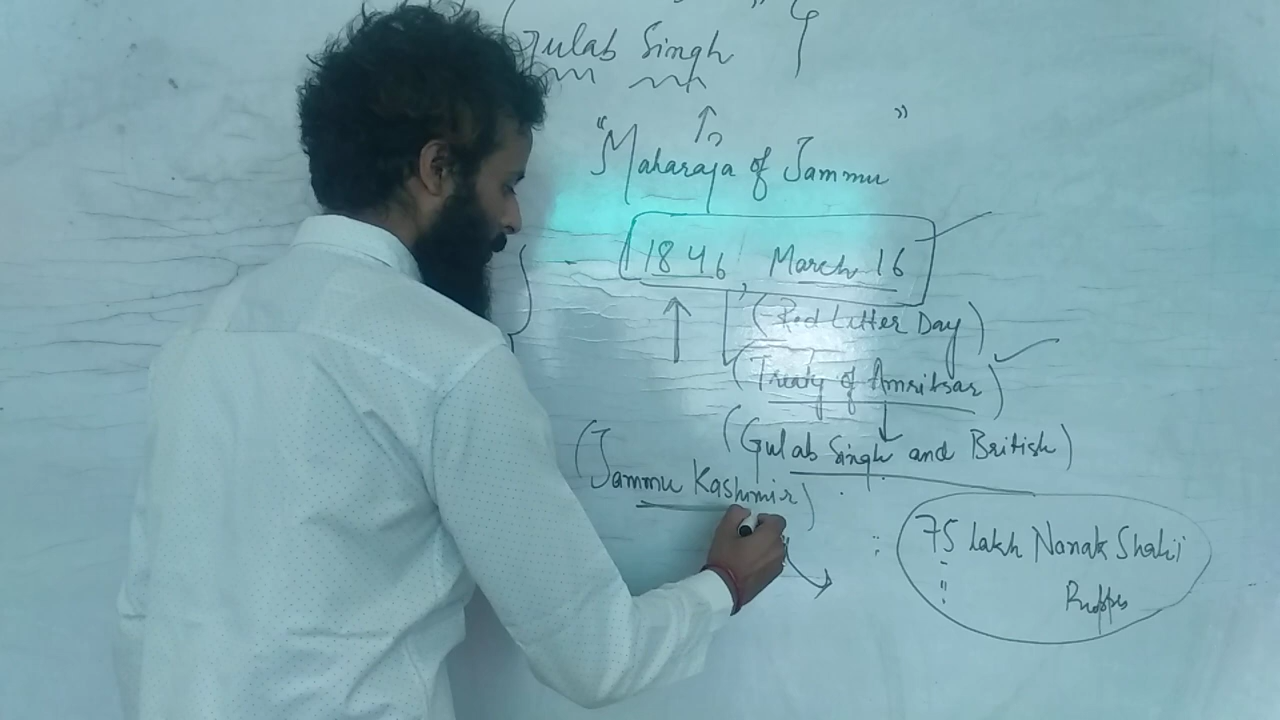 Gulab Singh
"Maharaja of Jammu"
1846, March 16
(Red Letter Day)
(Treaty of Amritsar)
(Gulab Singh and British)
(Jammu Kashmir)
75 lakh Nanak Shahi